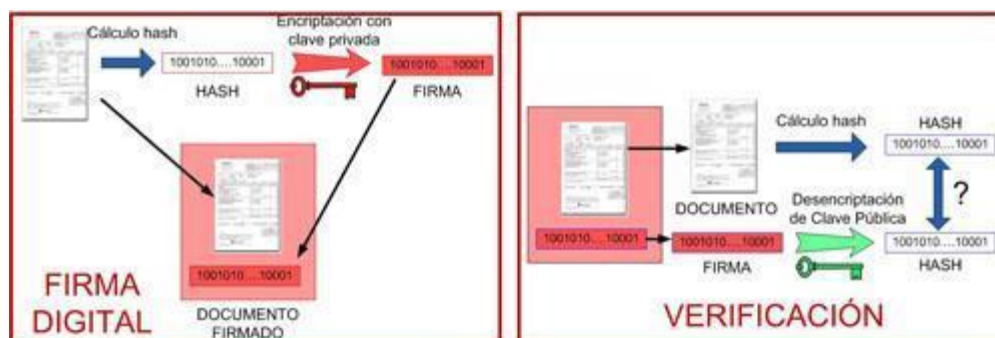 Cálculo hash
Encriptación con
clave privada
1001010....10001
HASH
1001010....10001
FIRMA
1001010....10001
FIRMA
DIGITAL
DOCUMENTO
FIRMADO
Cálculo hash
HASH
1001010....10001
DOCUMENTO
?
Desencriptación
de Clave Pública
1001010....10001
1001010....10001
FIRMA
1001010....10001
HASH
VERIFICACIÓN